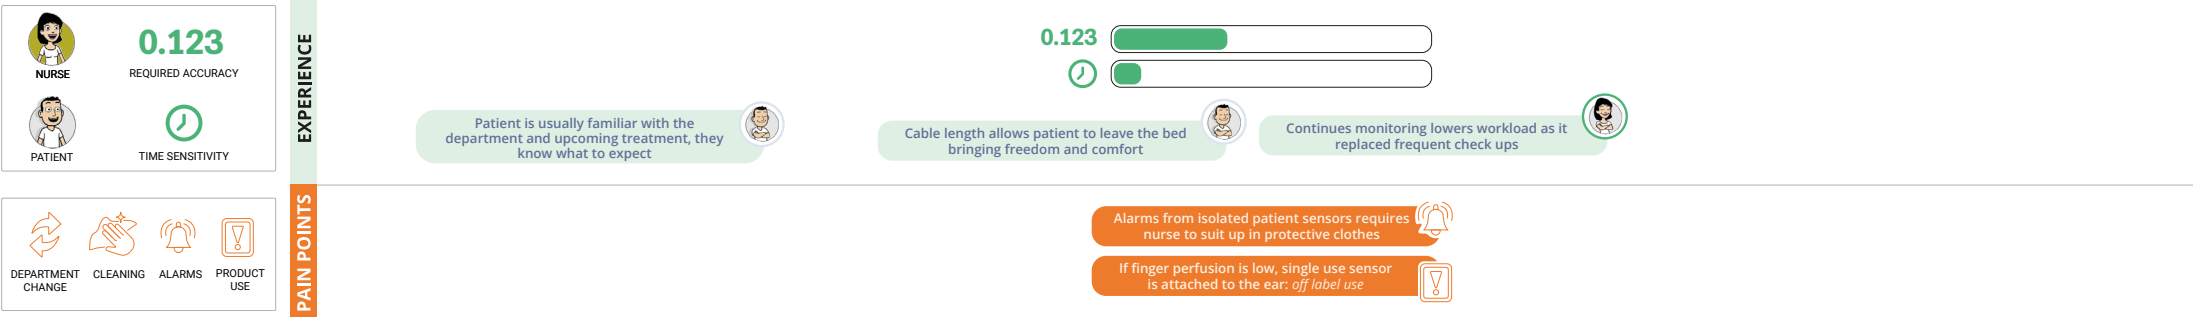 NURSE
0.123
REQUIRED ACCURACY
PATIENT
TIME SENSITIVITY
EXPERIENCE
0.123
Patient is usually familiar with the
department and upcoming treatment, they
know what to expect
Cable length allows patient to leave the bed
bringing freedom and comfort
Continues monitoring lowers workload as it
replaced frequent check ups
DEPARTMENT
CHANGE
CLEANING
ALARMS
PRODUCT
USE
PAIN POINTS
Alarms from isolated patient sensors requires
nurse to suit up in protective clothes
If finger perfusion is low, single use sensor
is attached to the ear: off label use